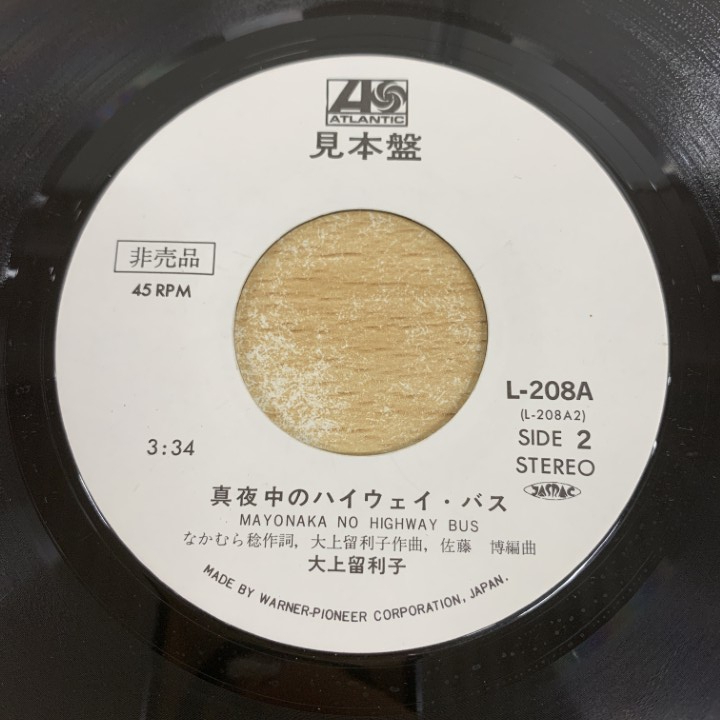 ATLANTIC
見本盤
非売品
45 RPM
L-208A
(L-208A2)
SIDE 2
STEREO
JASRAC
3:34
真夜中のハイウェイ・バス
MAYONAKA NO HIGHWAY BUS
なかむら稔作詞, 大上留利子作曲, 佐藤 博編曲
大上留利子
MADE BY WARNER-PIONEER CORPORATION, JAPAN.